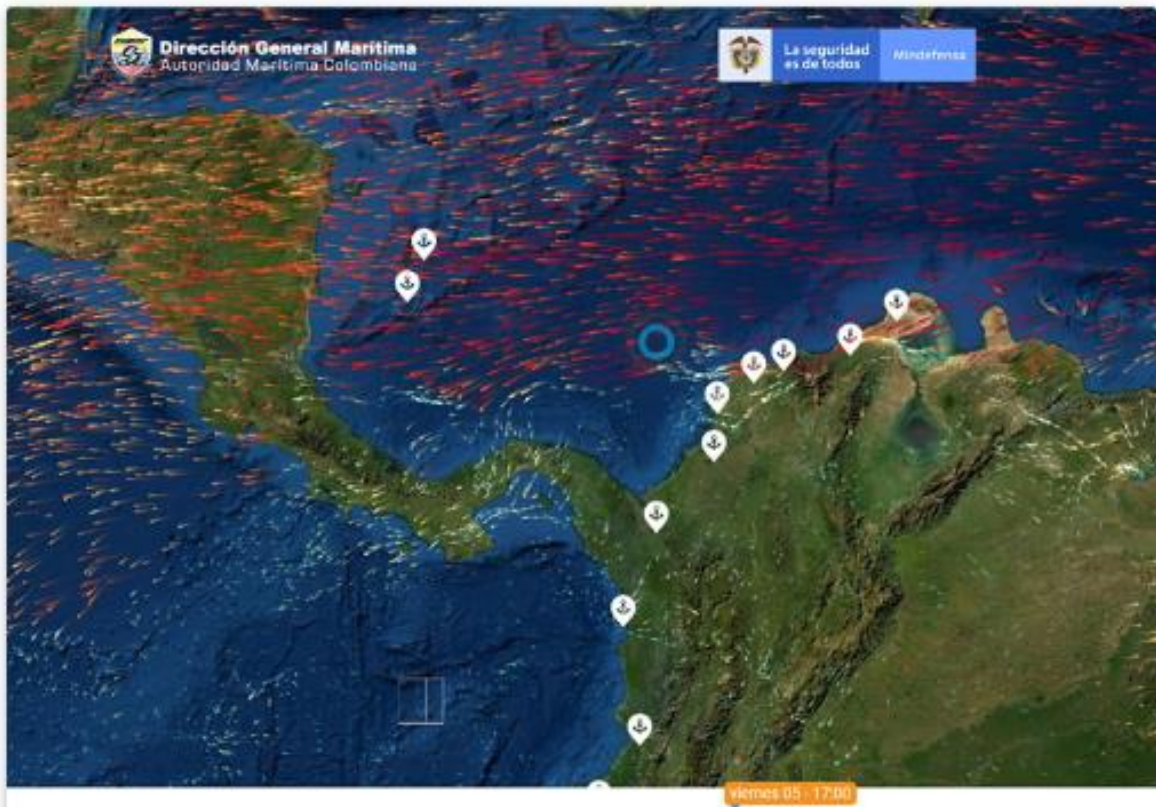 Dirección General Marítima
Autoridad Marítima Colombiana
La seguridad
es de todos
Mindefensa
viernes 05 - 17:00